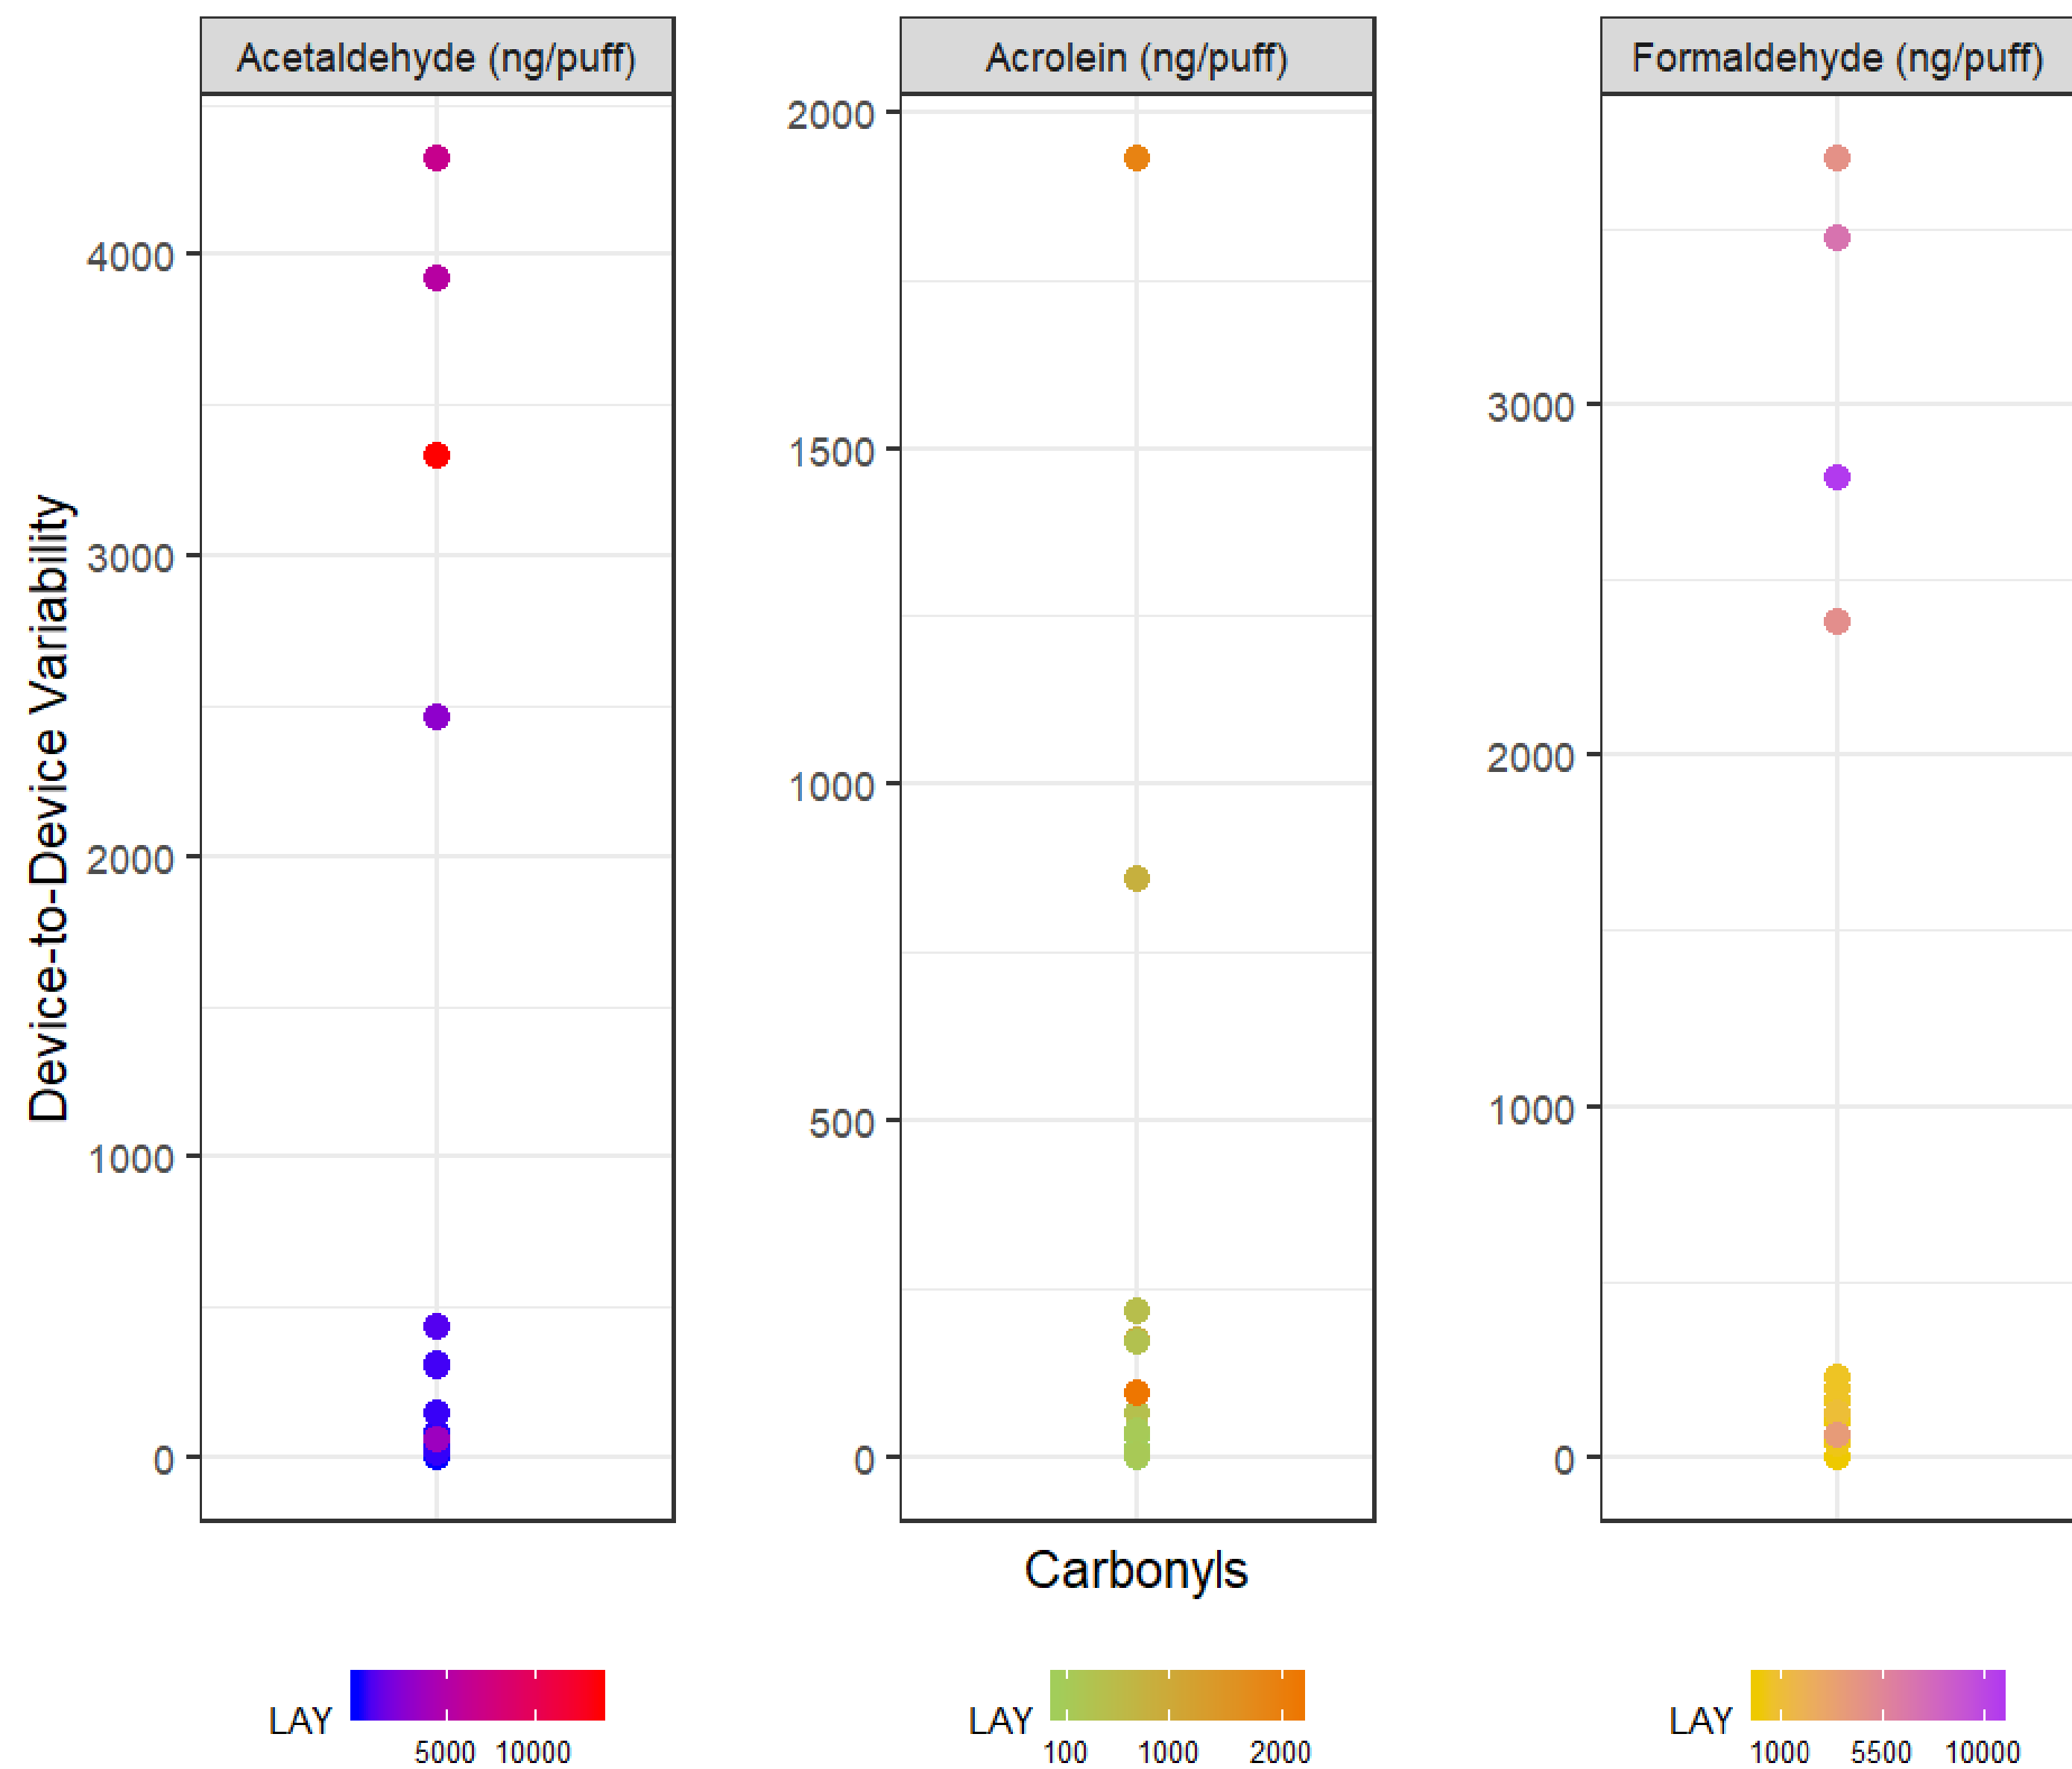 Acetaldehyde (ng/puff) Acrolein (ng/puff) Formaldehyde (ng/puff)
Device-to-Device Variability
4000
3000
2000
1000
0
2000
1500
1000
500
0
3000
2000
1000
0
Carbonyls
LAY
5000 10000
LAY
100 1000 2000
LAY
1000 5500 10000